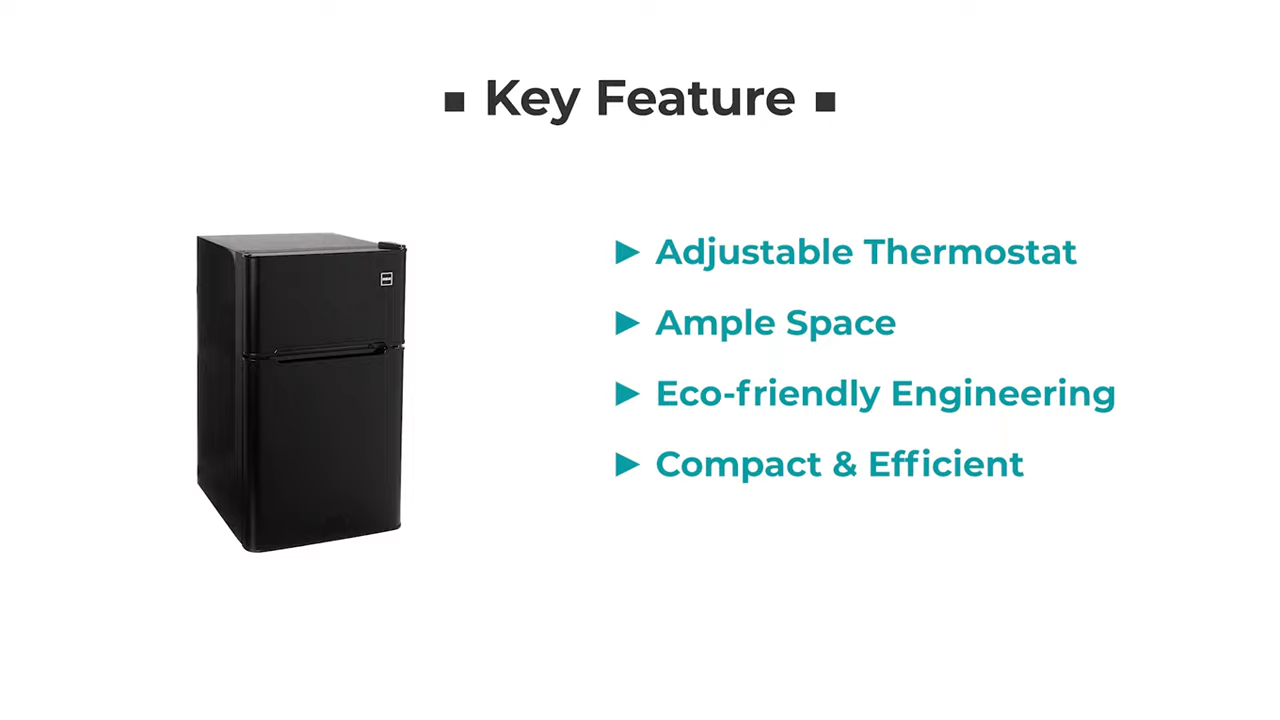 Key Feature
Adjustable Thermostat
Ample Space
Eco-friendly Engineering
Compact & Efficient